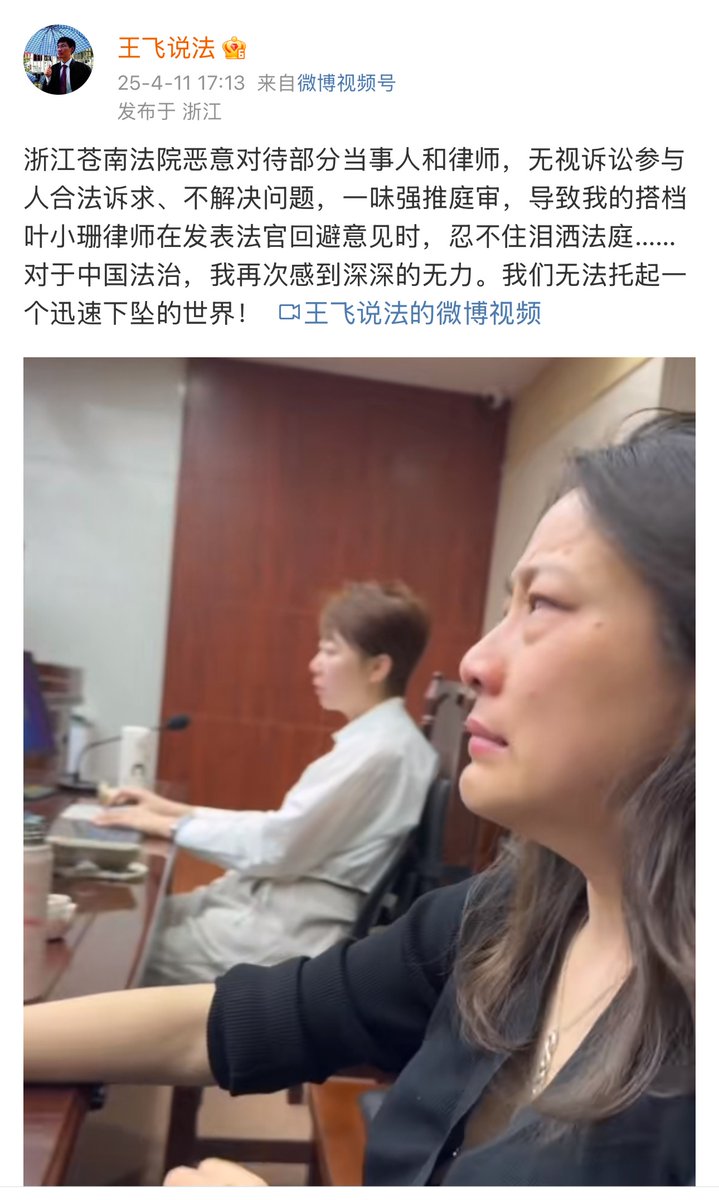 王飞说法
25-4-11 17:13 来自微博视频号
发布于 浙江
浙江苍南法院恶意对待部分当事人和律师，无视诉讼参与
人合法诉求、不解决问题，一味强推庭审，导致我的搭档
叶小珊律师在发表法官回避意见时，忍不住泪洒法庭……
对于中国法治，我再次感到深深的无力。我们无法托起一
个迅速下坠的世界！ 王飞说法的微博视频